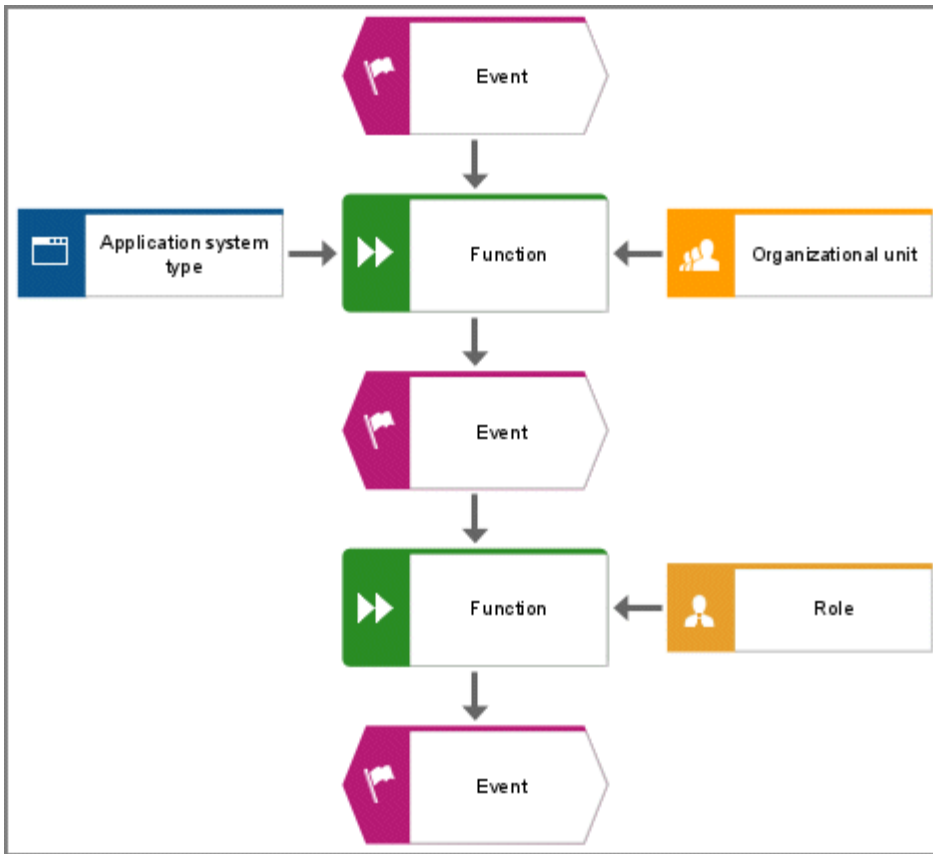 Event
Application system
type
Function
Organizational unit
Event
Function
Role
Event